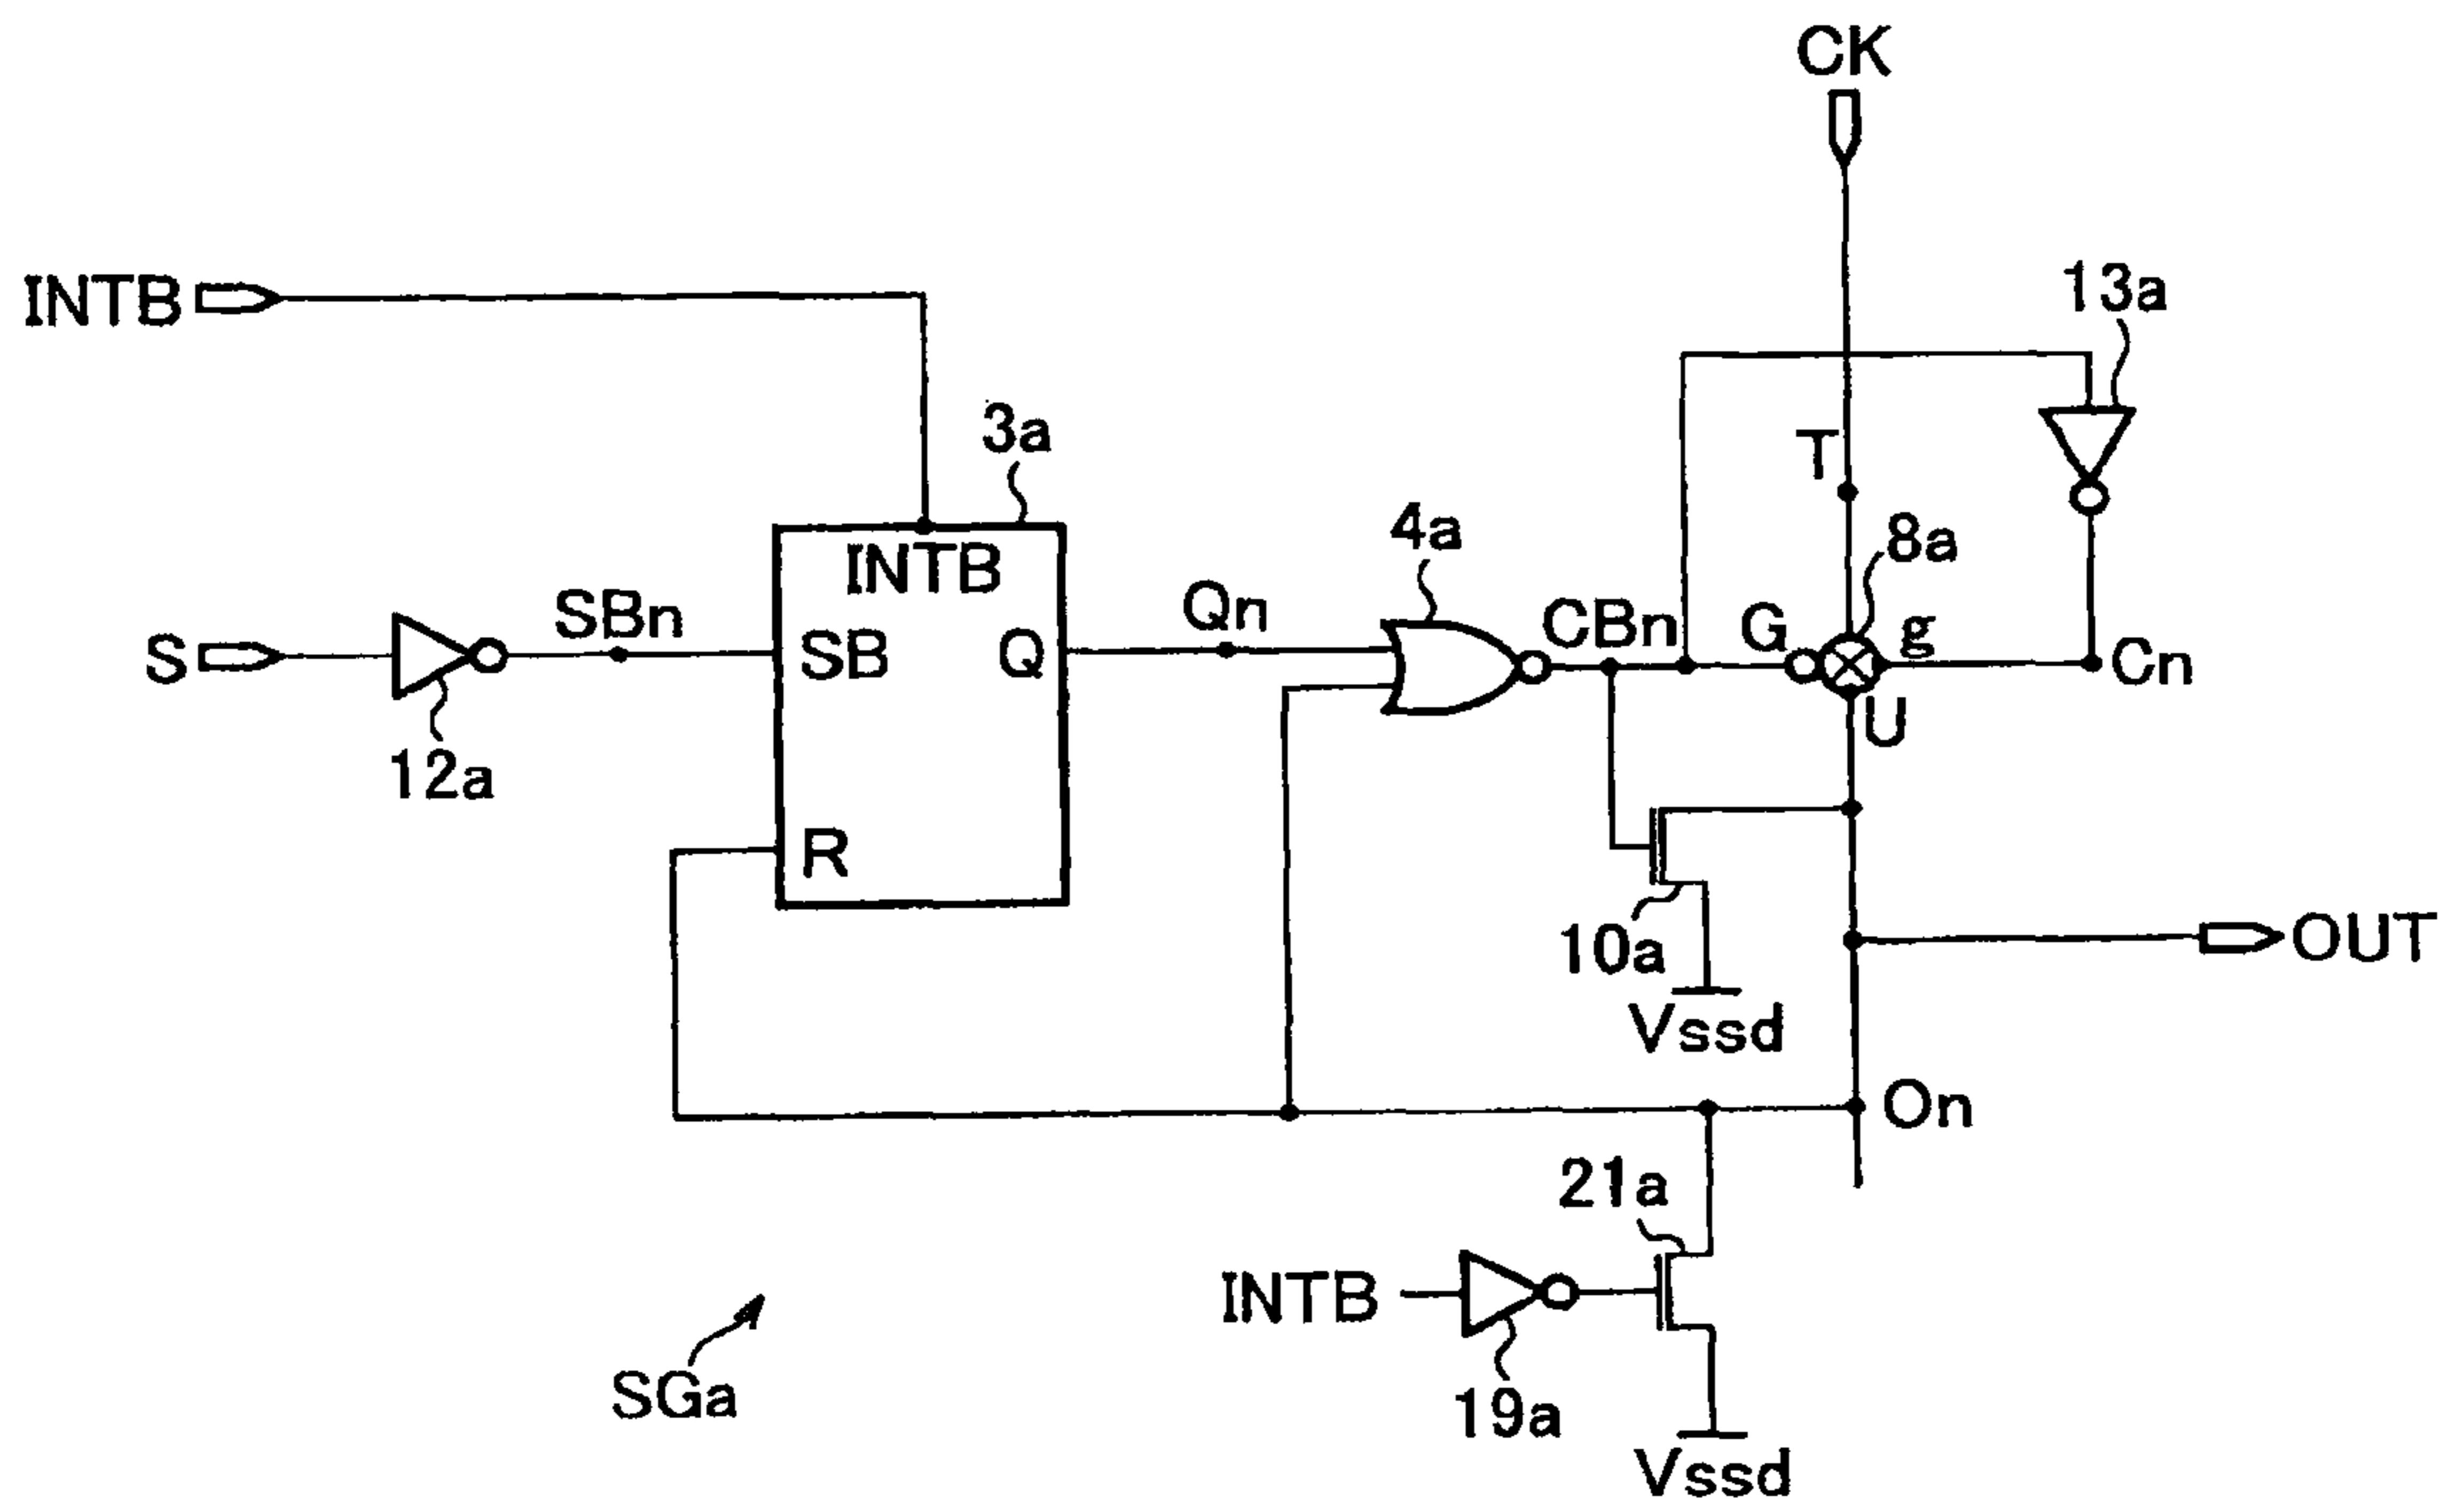 CK
INTB
13a
3a
T
4a
8a
INTB
SBn
Qn
CBn
G
g
S
SB
Q
Cn
U
12a
R
10a
OUT
Vssd
On
21a
INTB
SGa
19a
Vssd